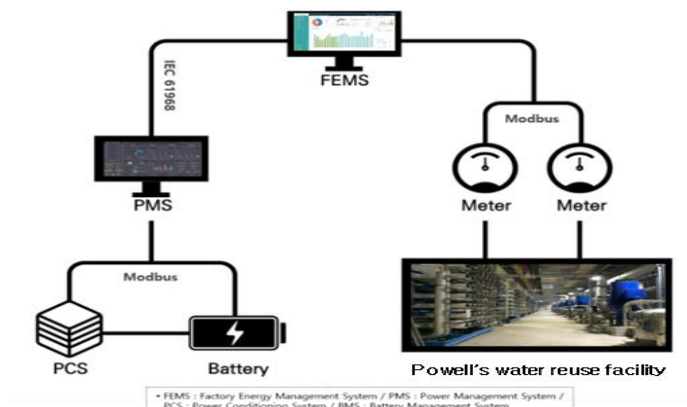 FEMS
IEC 61968
Modbus
Meter Meter
PMS
Modbus
PCS
Battery
Powell's water reuse facility
• FEMS : Factory Energy Management System / PMS : Power Management System /
PCS : Power Conditioning System / BMS : Battery Management System